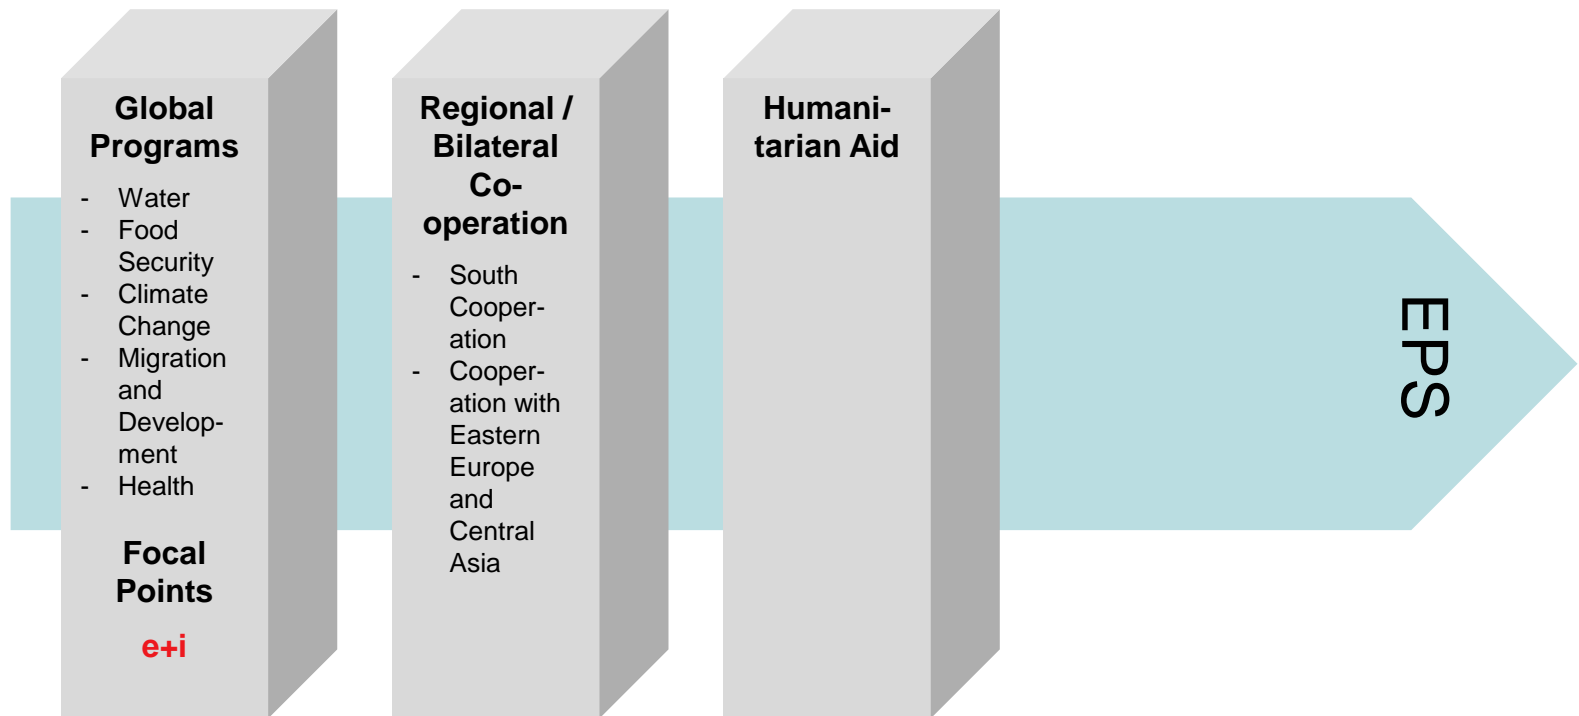 Global
Programs
- Water
- Food
Security
- Climate
Change
- Migration
and
Develop-
ment
- Health
Focal
Points
e+i
Regional /
Bilateral
Co-
operation
- South
Cooper-
ation
- Cooper-
ation with
Eastern
Europe
and
Central
Asia
Humani-
tarian Aid
EPS